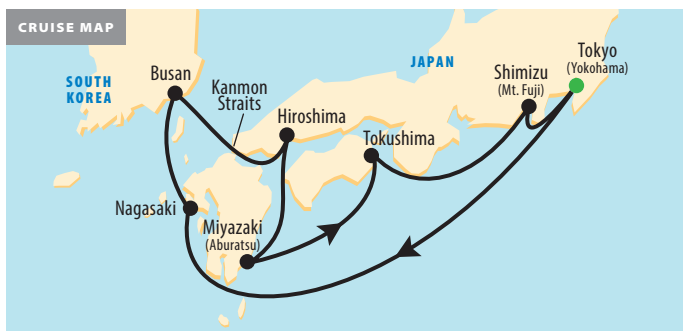 CRUISE MAP
SOUTH
KOREA
Busan
Kanmon
Straits
Hiroshima
JAPAN
Tokyo
(Yokohama)
Shimizu
(Mt. Fuji)
Tokushima
Nagasaki
Miyazaki
(Aburatsu)